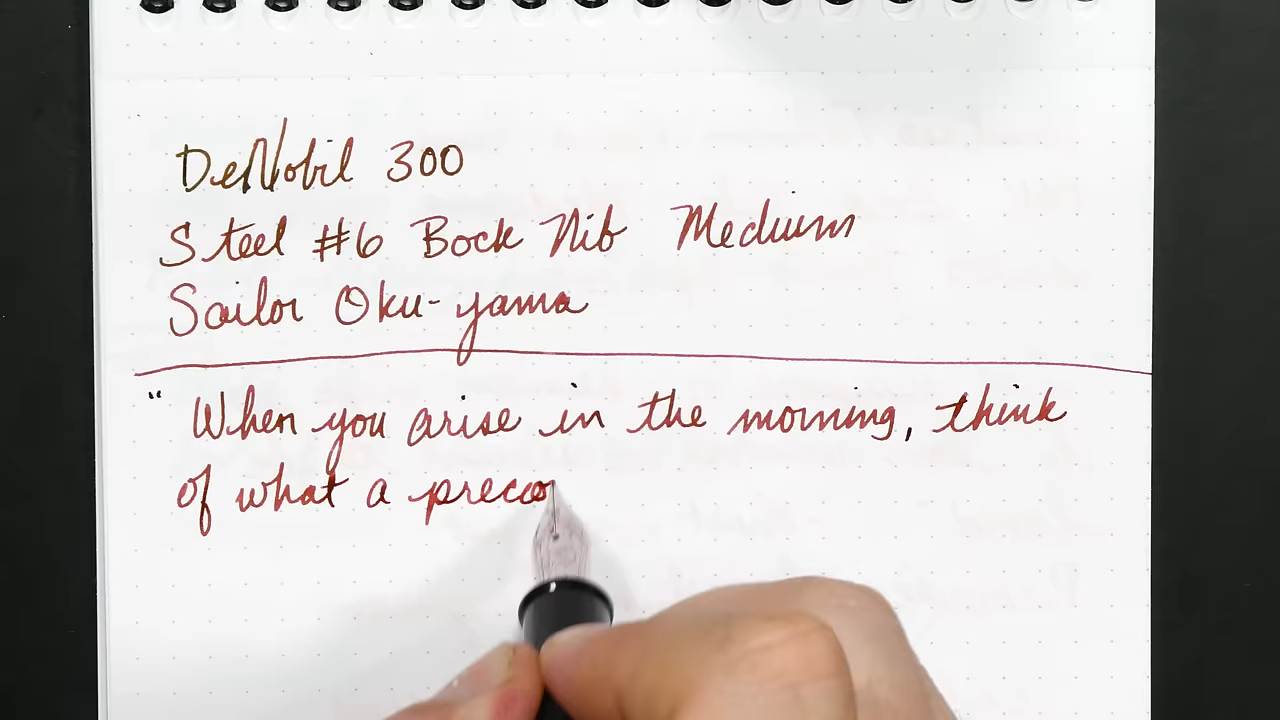 DeNobil 300
Steel #6 Bock Nib Medium
Sailor Oku-yama
" When you arise in the morning, think
of what a precio